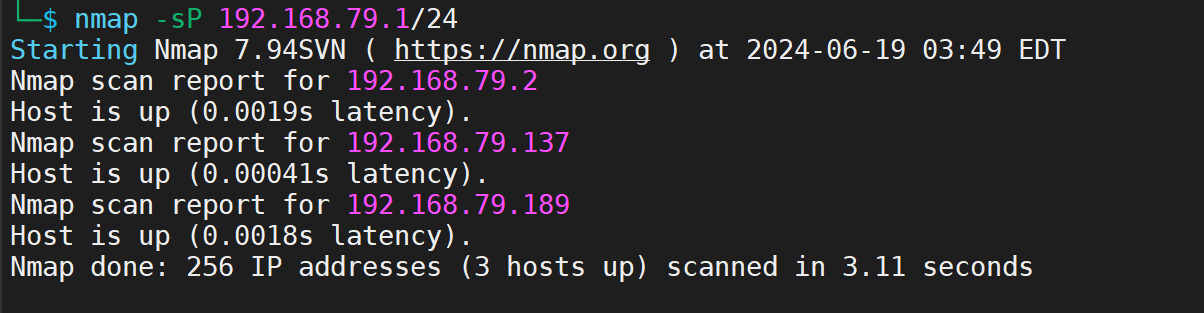 └─$ nmap -sP 192.168.79.1/24
Starting Nmap 7.94SVN ( https://nmap.org ) at 2024-06-19 03:49 EDT
Nmap scan report for 192.168.79.2
Host is up (0.0019s latency).
Nmap scan report for 192.168.79.137
Host is up (0.00041s latency).
Nmap scan report for 192.168.79.189
Host is up (0.0018s latency).
Nmap done: 256 IP addresses (3 hosts up) scanned in 3.11 seconds